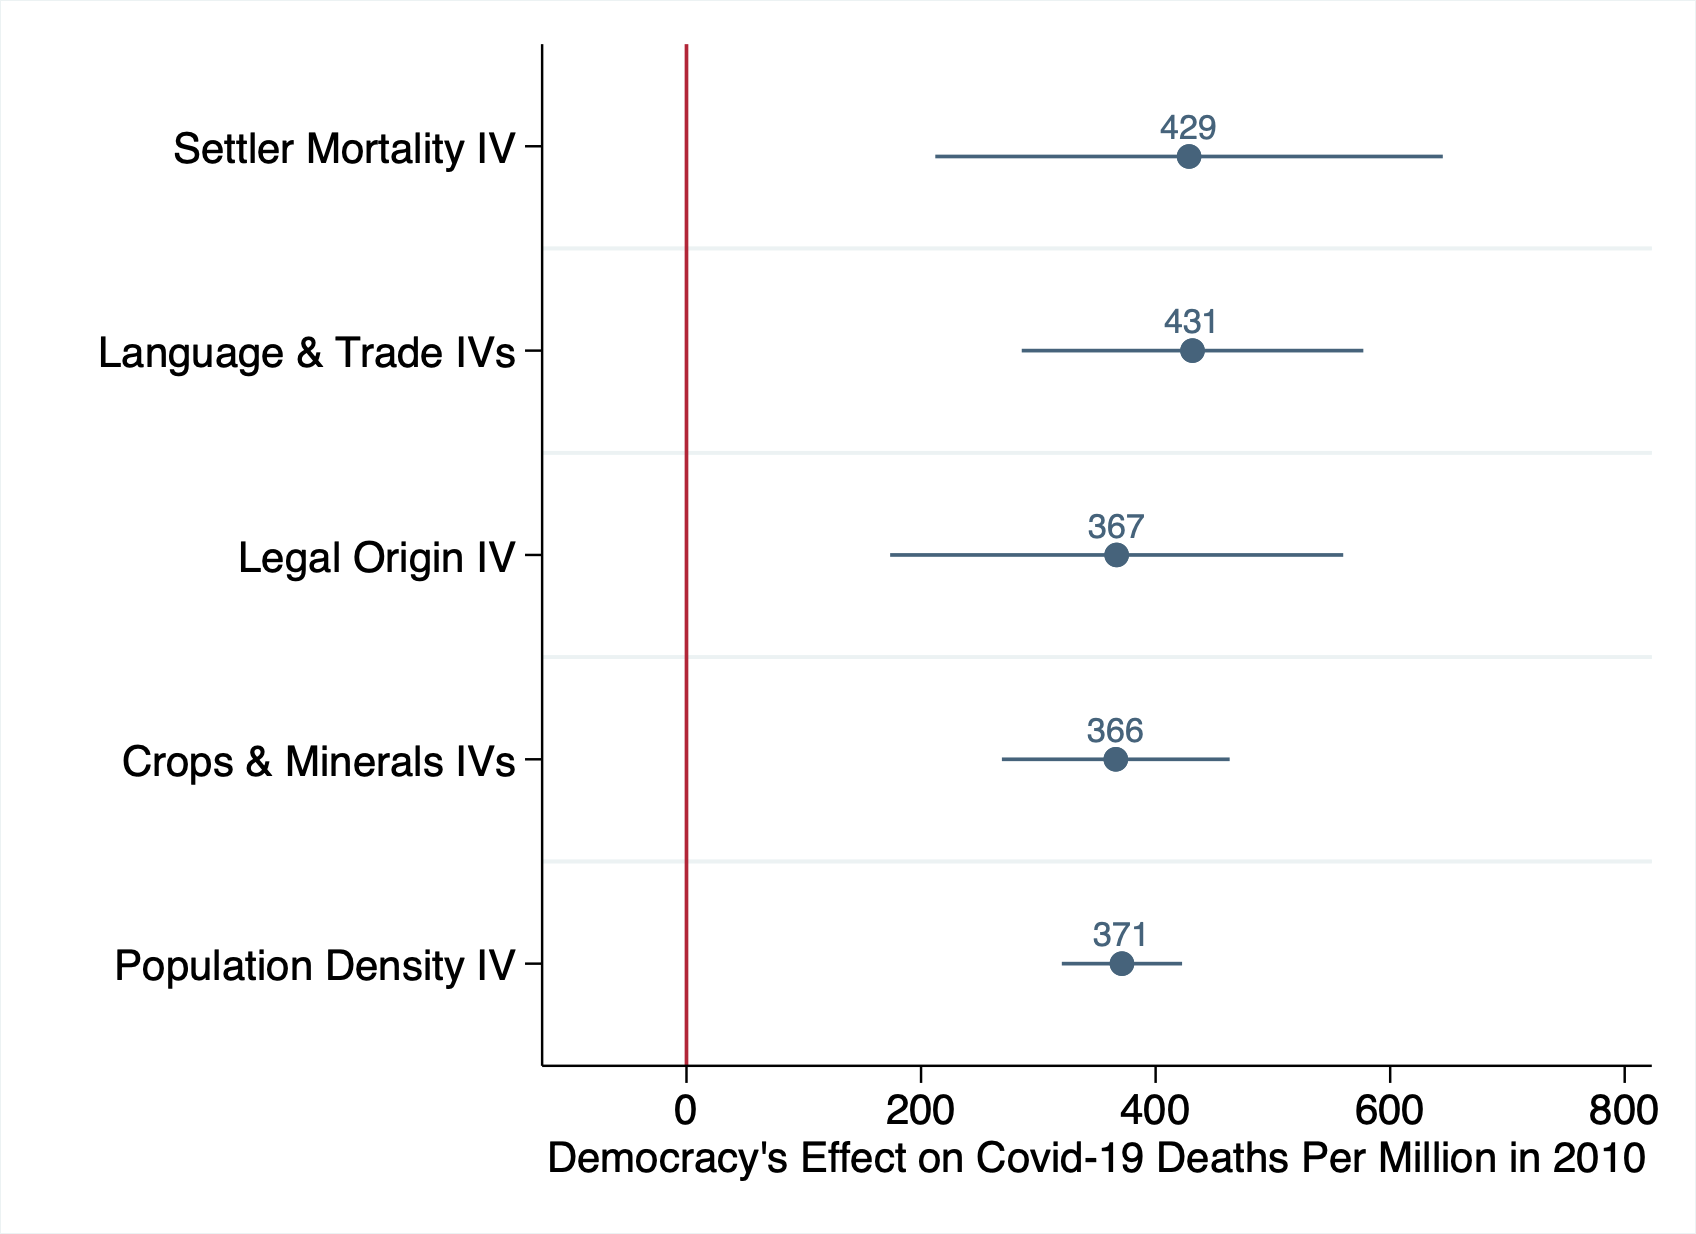 Settler Mortality IV
429
Language & Trade IVs
431
Legal Origin IV
367
Crops & Minerals IVs
366
Population Density IV
371
0 200 400 600 800
Democracy's Effect on Covid-19 Deaths Per Million in 2010